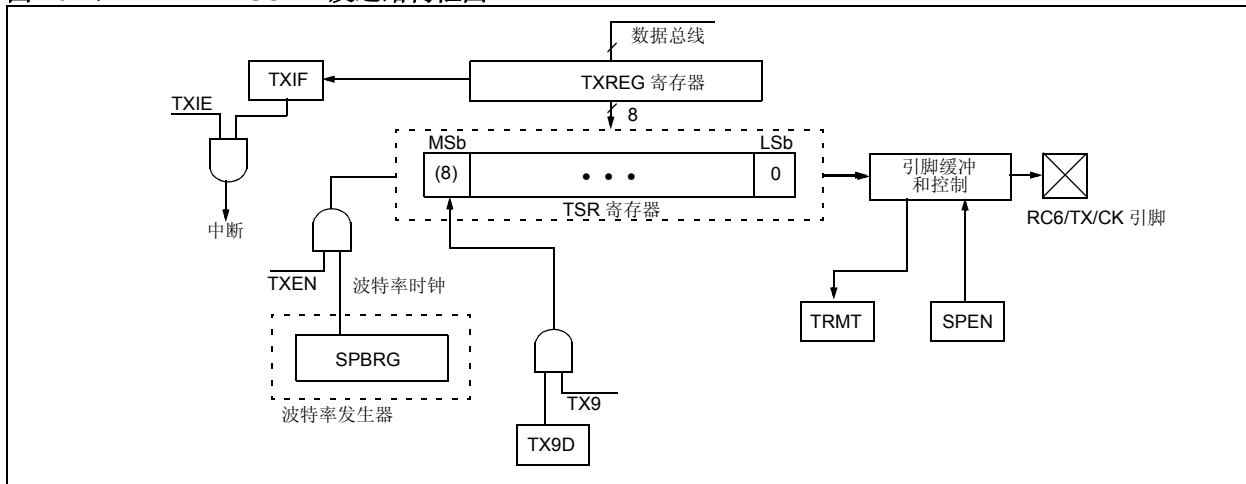 数据总线
TXIF
TXREG 寄存器
TXIE
8
MSb
LSb
(8)
• • •
0
引脚缓冲
和控制
TSR 寄存器
中断
RC6/TX/CK 引脚
TXEN
波特率时钟
TRMT
SPEN
SPBRG
TX9
波特率发生器
TX9D